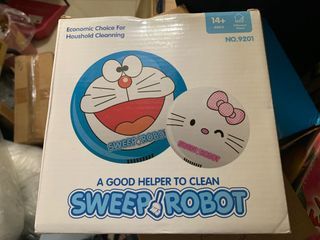 Economic Choice For
Houshold Cleanning
14+
NO.9201
SWEEP ROBOT
A GOOD HELPER TO CLEAN
SWEEP ROBOT